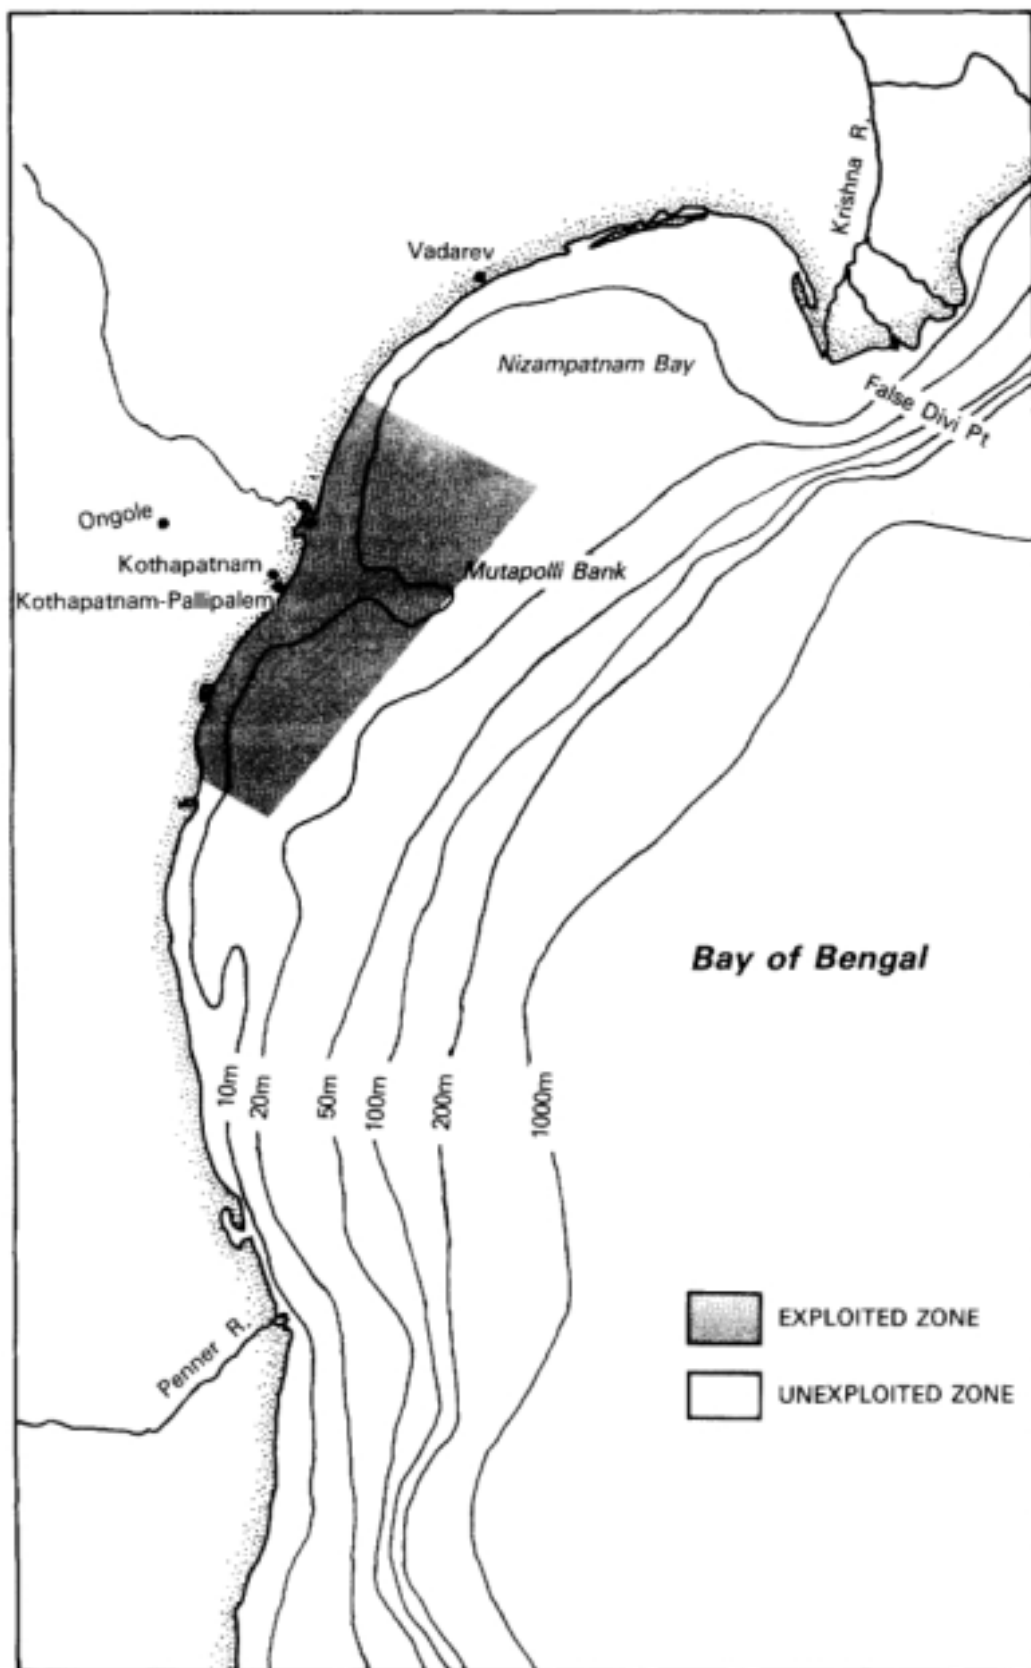 Krishna R.
Vadarev
Nizampatnam Bay
False Divi Pt
Ongole
Kothapatnam
Mutapolli Bank
Kothapatnam-Pallipalem
Bay of Bengal
10m
20m
50m
100m
200m
1000m
EXPLOITED ZONE
Penner R.
UNEXPLOITED ZONE